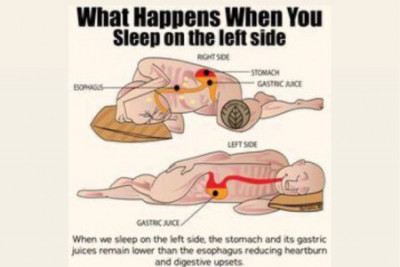 What Happens When You
Sleep on the left side
RIGHT SIDE
STOMACH
ESOPHAGUS
GASTRIC JUICE
LEFT SIDE
GASTRIC JUICE
When we sleep on the left side, the stomach and its gastric
juices remain lower than the esophagus reducing heartburn
and digestive upsets.